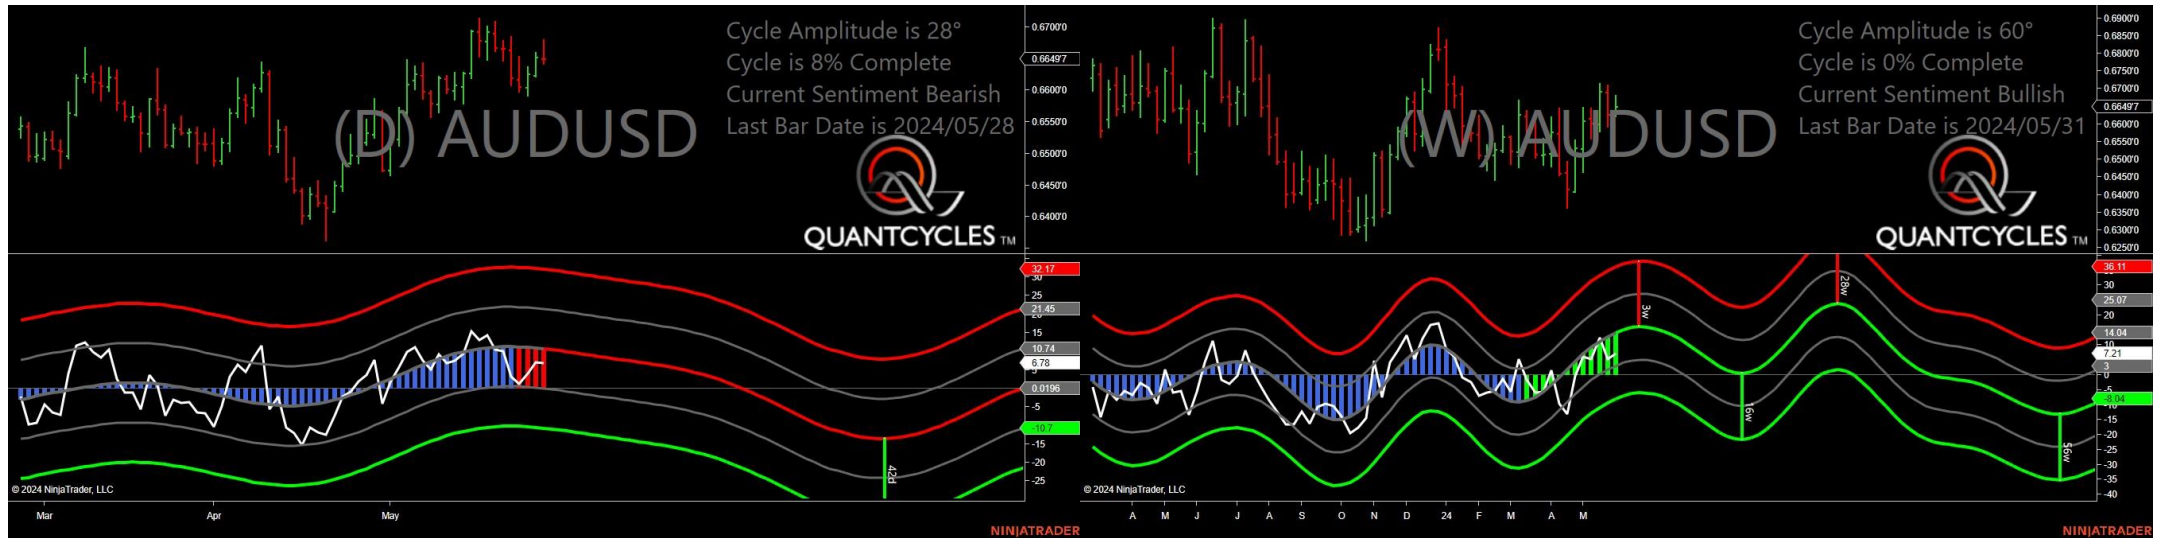 Cycle Amplitude is 28°
Cycle is 8% Complete
Current Sentiment Bearish
Last Bar Date is 2024/05/28
(D) AUDUSD
QUANTCYCLES TM
0.6700'0
0.6649'7
0.6600'0
0.6550'0
0.6500'0
0.6450'0
0.6400'0
32.17
30
25
21.45
15
10.74
6.78
0.0196
-5
-10.7
-15
-20
-25
42d
© 2024 NinjaTrader, LLC
Mar
Apr
May
NINJATRADER
Cycle Amplitude is 60°
Cycle is 0% Complete
Current Sentiment Bullish
Last Bar Date is 2024/05/31
(W) AUDUSD
QUANTCYCLES TM
0.6900'0
0.6850'0
0.6800'0
0.6750'0
0.6700'0
0.6649'7
0.6600'0
0.6550'0
0.6500'0
0.6450'0
0.6400'0
0.6350'0
0.6300'0
0.6250'0
36.11
30
25.07
20
14.04
10
7.21
3
0
-5
-8.04
-10
-15
-20
-25
-30
-35
-40
3w
16w
28w
56w
© 2024 NinjaTrader, LLC
A
M
J
J
A
S
O
N
D
24
F
M
A
M
NINJATRADER